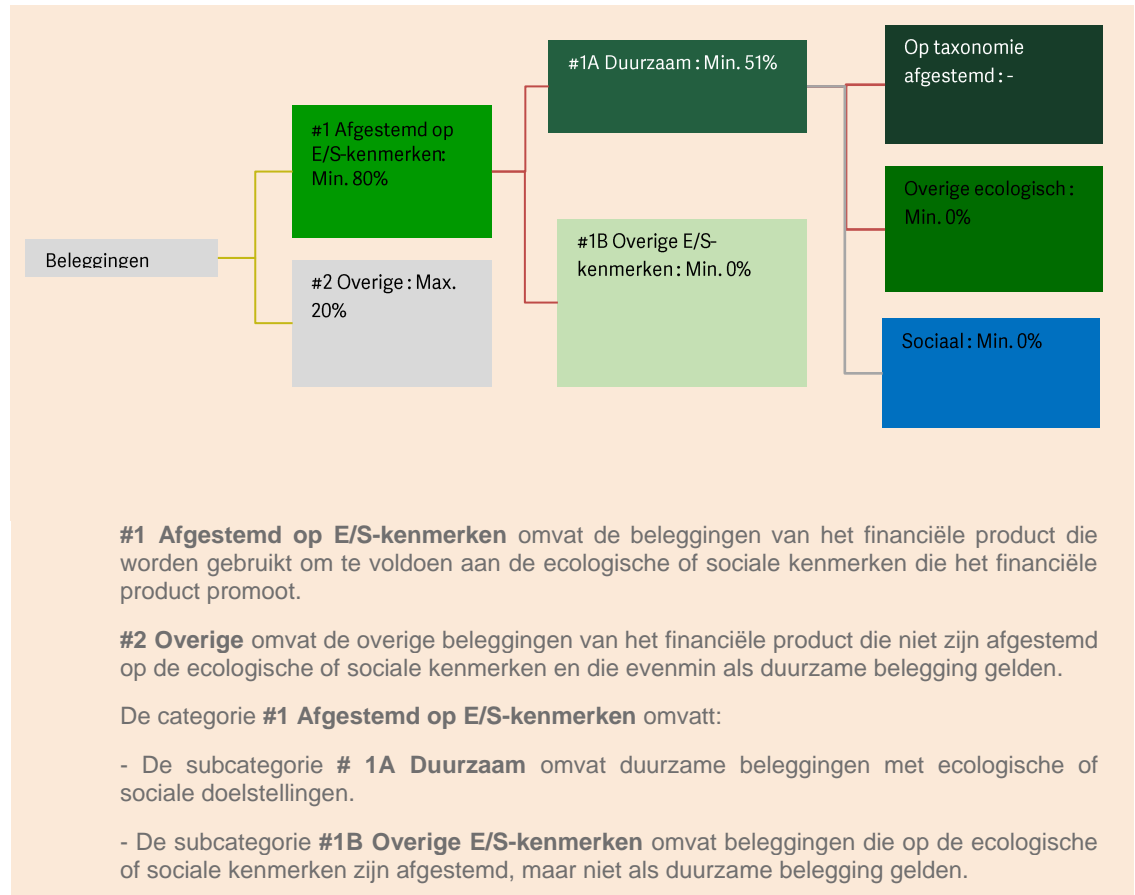 Beleggingen
#1 Afgestemd op
E/S-kenmerken:
Min. 80%
#2 Overige : Max.
20%
#1A Duurzaam : Min. 51%
#1B Overige E/S-
kenmerken : Min. 0%
Op taxonomie
afgestemd : -
Overige ecologisch :
Min. 0%
Sociaal : Min. 0%
#1 Afgestemd op E/S-kenmerken omvat de beleggingen van het financiële product die
worden gebruikt om te voldoen aan de ecologische of sociale kenmerken die het financiële
product promoot.
#2 Overige omvat de overige beleggingen van het financiële product die niet zijn afgestemd
op de ecologische of sociale kenmerken en die evenmin als duurzame belegging gelden.
De categorie #1 Afgestemd op E/S-kenmerken omvatt:
- De subcategorie # 1A Duurzaam omvat duurzame beleggingen met ecologische of
sociale doelstellingen.
- De subcategorie #1B Overige E/S-kenmerken omvat beleggingen die op de ecologische
of sociale kenmerken zijn afgestemd, maar niet als duurzame belegging gelden.